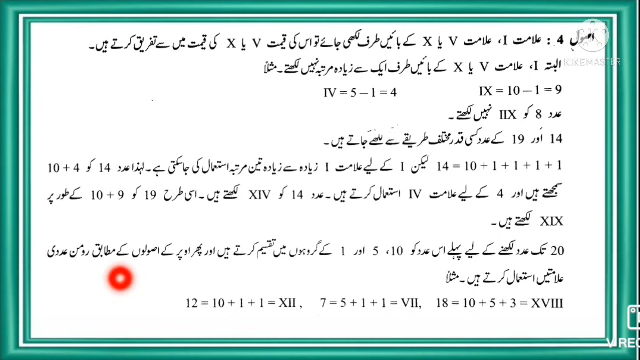 اصول 4 : علامت I، علامت V یا X کے بائیں طرف لکھی جائے تو اس کی قیمت V یا X کی قیمت میں سے تفریق کرتے ہیں۔
البتہ I، علامت V یا X کے بائیں طرف ایک سے زیادہ مرتبہ نہیں لکھتے۔ مثلاً
KINEMASTER
IX = 10 − 1 = 9 IV = 5 − 1 = 4
عدد 8 کو IIX نہیں لکھتے۔
14 اور 19 کے عدد کسی قدر مختلف طریقے سے لکھے جاتے ہیں۔
14 = 10 + 1 + 1 + 1 + 1 لیکن I کے لیے علامت I زیادہ سے زیادہ تین مرتبہ استعمال کی جاسکتی ہے۔ لہٰذا عدد 14 کو 10 + 4
سمجھتے ہیں اور 4 کے لیے علامت IV استعمال کرتے ہیں۔ عدد 14 کو XIV لکھتے ہیں۔ اسی طرح 19 کو 10 + 9 کے طور پر
XIX لکھتے ہیں۔
20 تک عدد لکھنے کے لیے پہلے اس عدد کو 10، 5 اور 1 کے گروہوں میں تقسیم کرتے ہیں اور پھر اوپر کے اصولوں کے مطابق رومن عددی
علامتیں استعمال کرتے ہیں۔ مثلاً
12 = 10 + 1 + 1 = XII , 7 = 5 + 1 + 1 = VII, 18 = 10 + 5 + 3 = XVIII